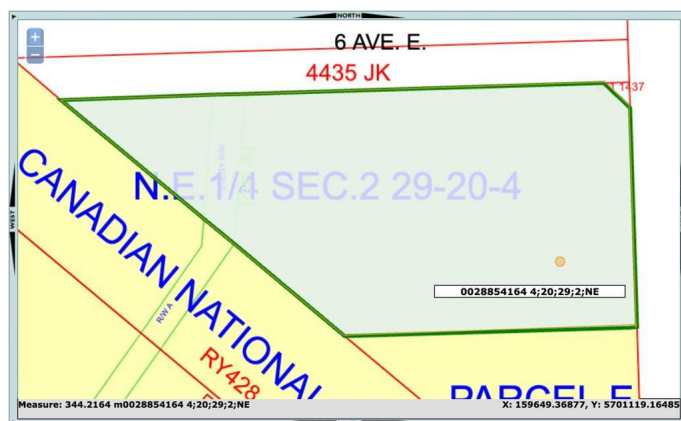 NORTH
6 AVE. E.
4435 JK
1437
N.E.1/4 SEC.2 29-20-4
CANADIAN NATIONAL
WEST
0028854164 4;20;29;2;NE
R/W A
RY428
PARCEL F
Measure: 344.2164 m0028854164 4;20;29;2;NE
X: 159649.36877, Y: 5701119.16485